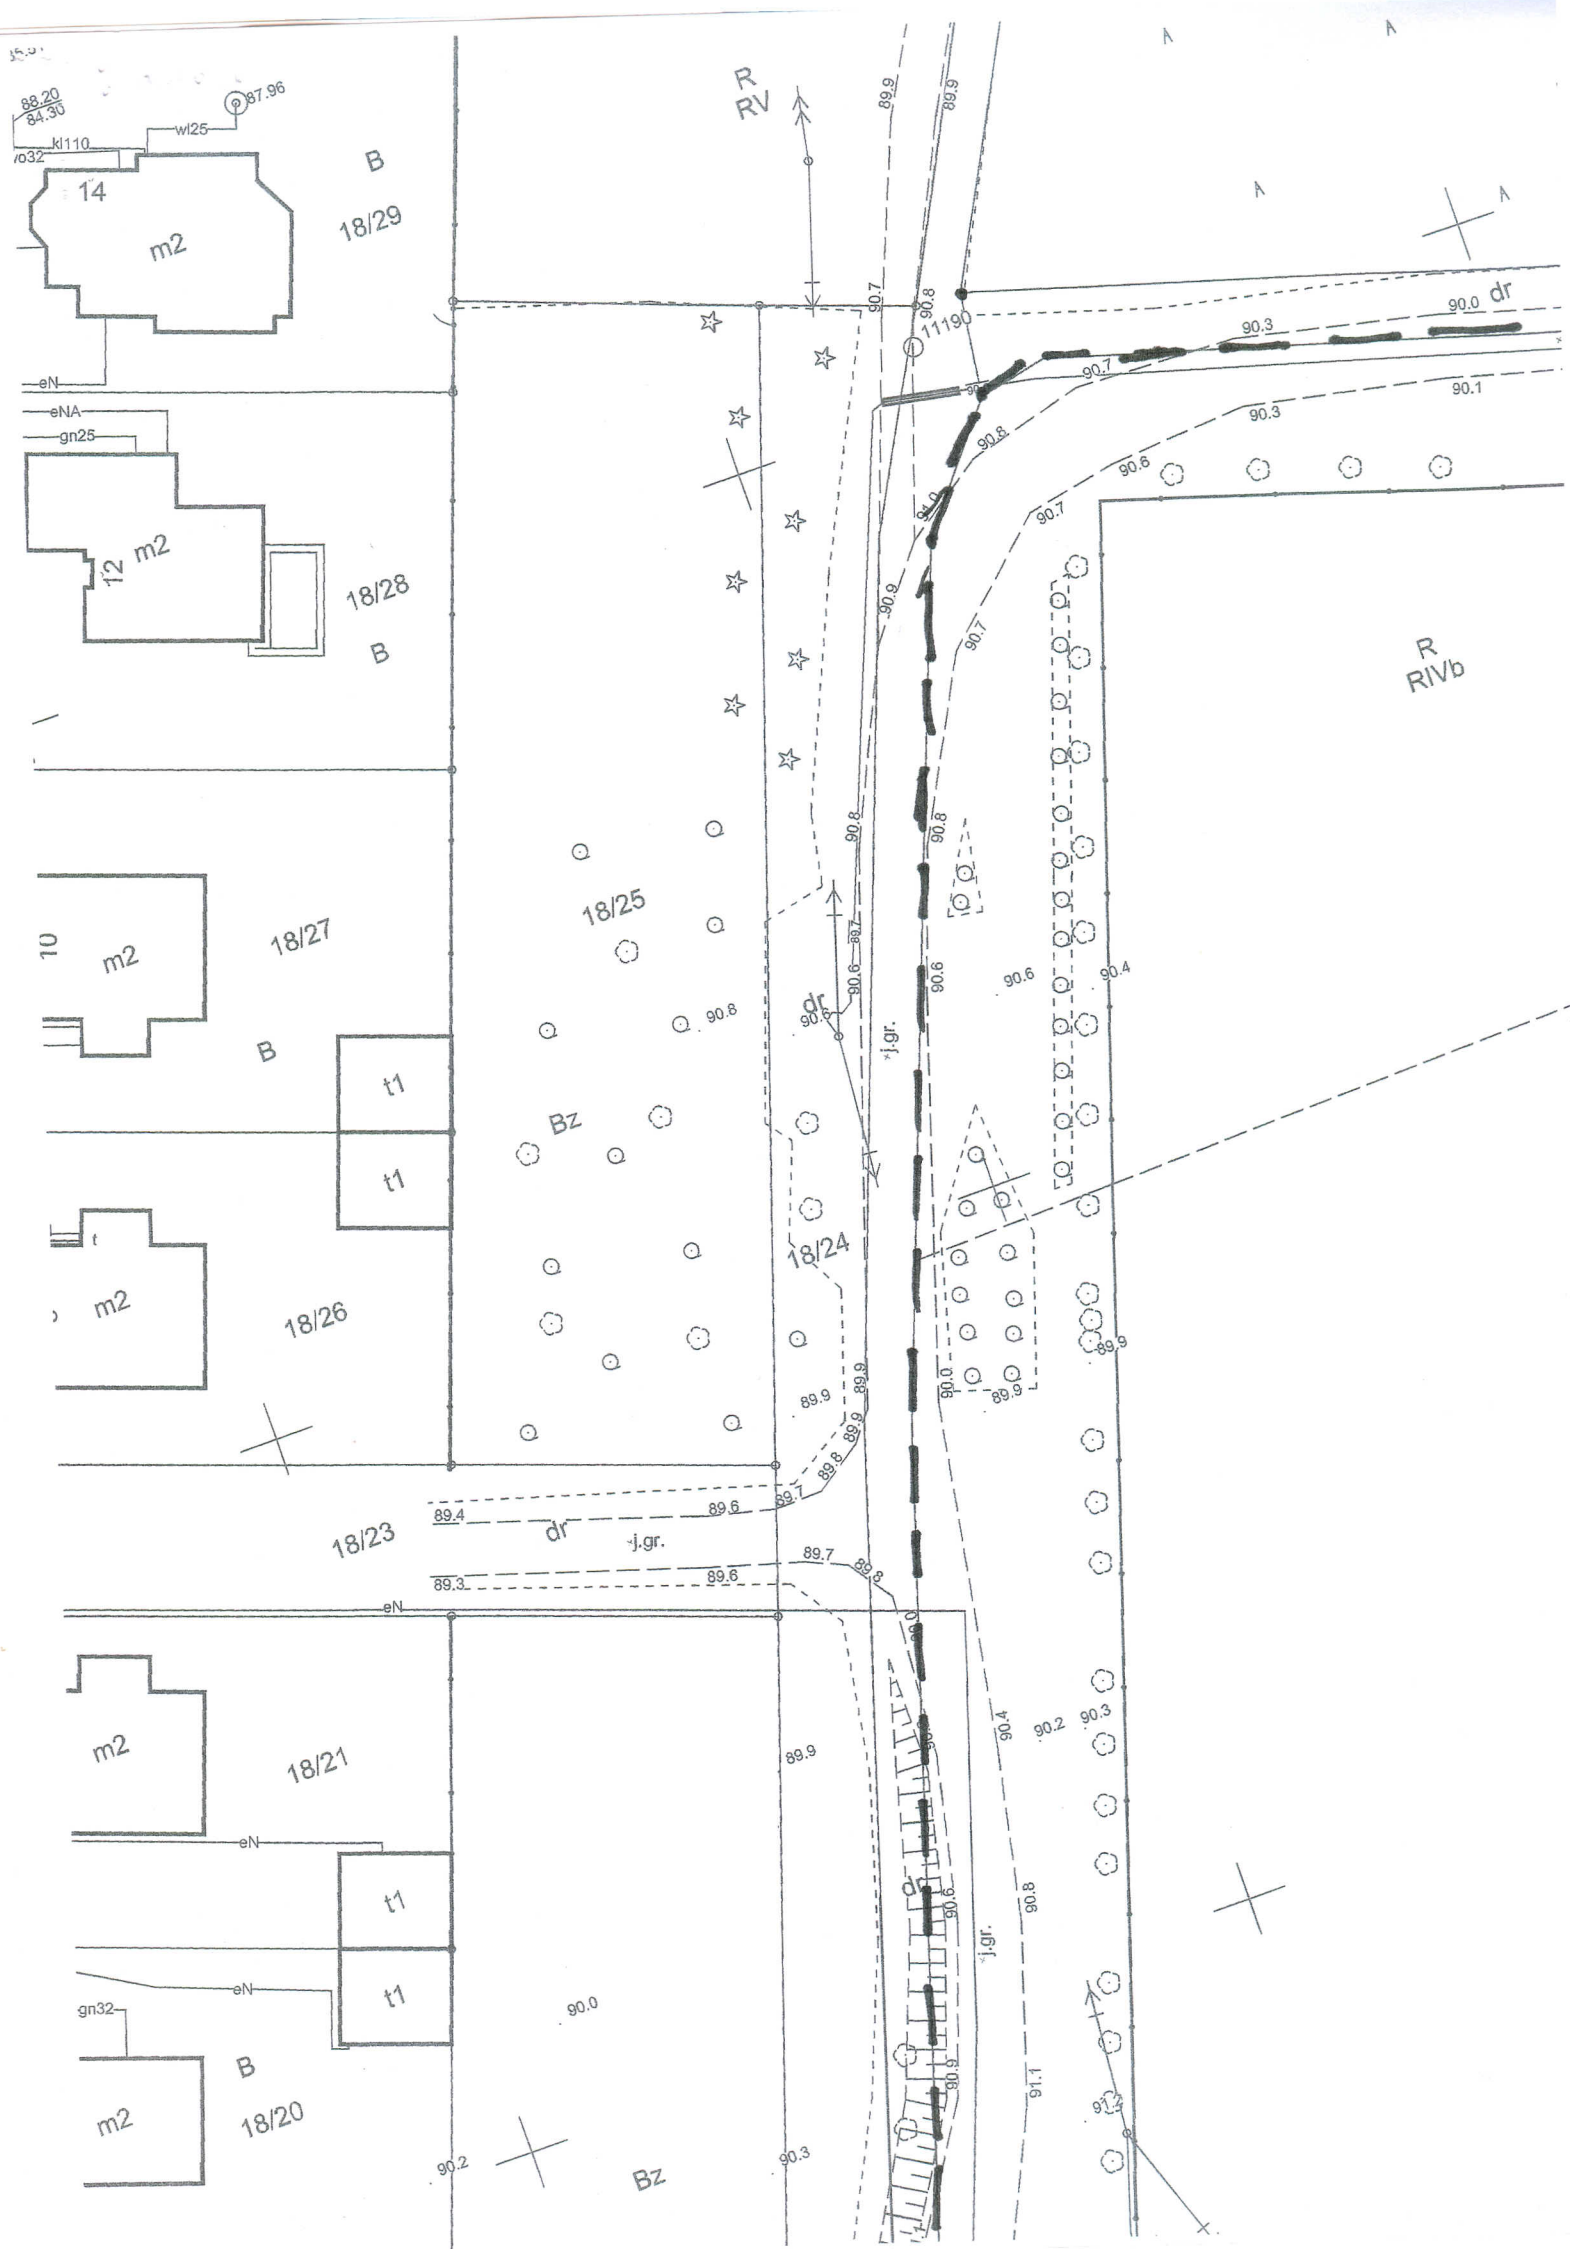 88.20
84.30
87.96
wl25
kl110
14
m2
B
18/29
eN
eNA
gn25
m2
12
18/28
B
R
RV
89.9
89.9
90.7
90.8
11190
90.7
90.3
90.0
dr
90.1
90.3
90.6
90.8
90.7
90.9
90.7
R
RIVb
10
m2
18/27
B
t1
t1
18/25
90.8
Bz
90.8
90.8
89.7
90.6
90.6
dr
90.6
*j.gr.
90.6
90.4
18/24
t
m2
18/26
89.9
89.9
89.9
89.8
89.7
90.0
89.9
89.9
89.4
89.6
18/23
dr
*j.gr.
89.3
89.6
89.7
89.8
eN
m2
18/21
89.9
90.4
90.2
90.3
eN
t1
t1
dr
90.6
90.8
*j.gr.
eN
gn32
90.0
B
m2
18/20
90.9
91.1
91.2
90.2
90.3
Bz